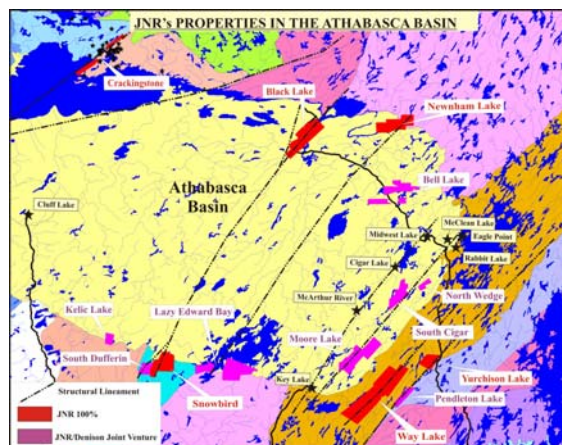 JNR's PROPERTIES IN THE ATHABASCA BASIN
Crackingstone
Black Lake
Newnham Lake
Bell Lake
Athabasca
Basin
Cluff Lake
Midwest Lake
McClean Lake
Eagle Point
Rabbit Lake
Cigar Lake
McArthur River
North Wedge
South Cigar
Kelic Lake
Lazy Edward Bay
Moore Lake
South Dufferin
Key Lake
Snowbird
Yurchison Lake
Pendleton Lake
Way Lake
Structural Lineament
JNR 100%
JNR/Denison Joint Venture